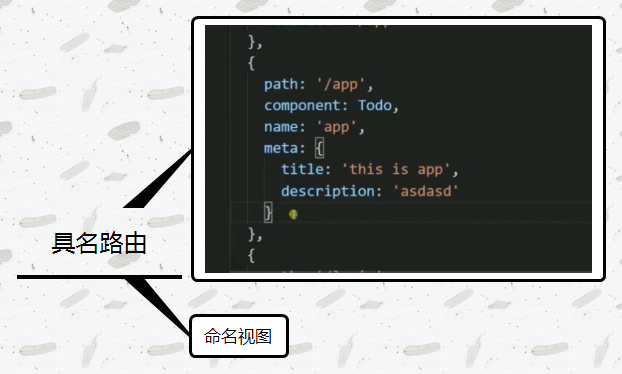 具名路由
},
{
path: '/app',
component: Todo,
name: 'app',
meta: {
title: 'this is app',
description: 'asdasd'
}
},
{
命名视图